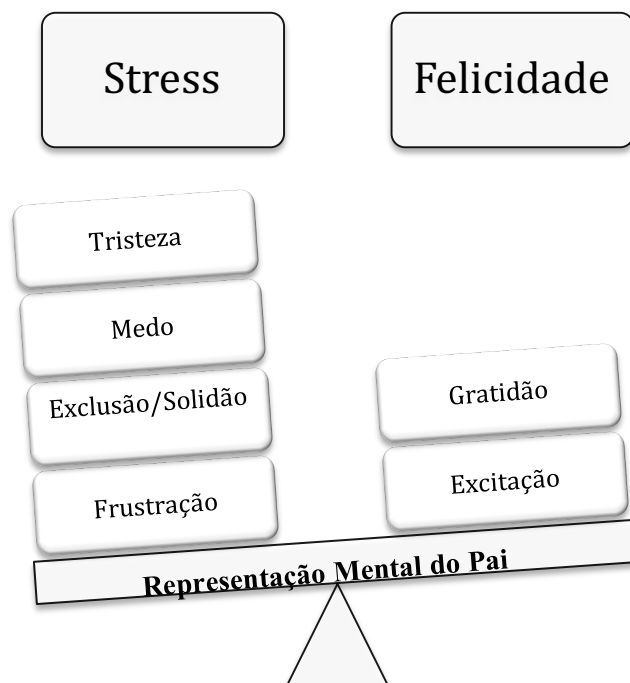 Stress
Felicidade
Tristeza
Medo
Exclusão/Solidão
Frustração
Gratidão
Excitação
Representação Mental do Pai